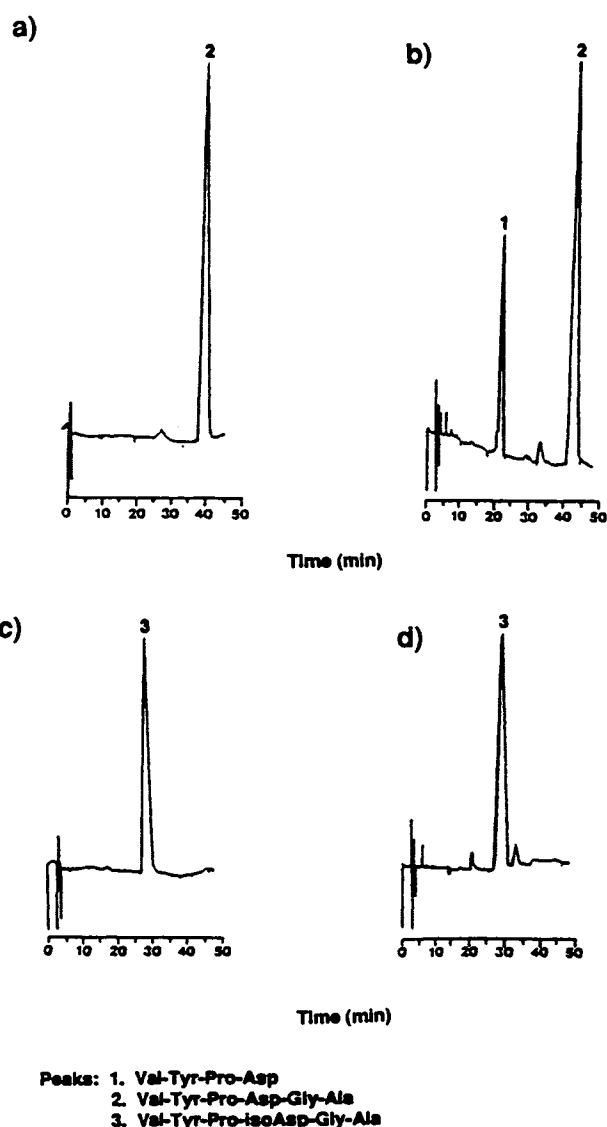 a)
2
b)
2
1
0 10 20 30 40 50
0 10 20 30 40 50
Time (min)
c)
3
d)
3
0 10 20 30 40 50
0 10 20 30 40 50
Time (min)
Peaks: 1. Val-Tyr-Pro-Asp
2. Val-Tyr-Pro-Asp-Gly-Ala
3. Val-Tyr-Pro-isoAsp-Gly-Ala